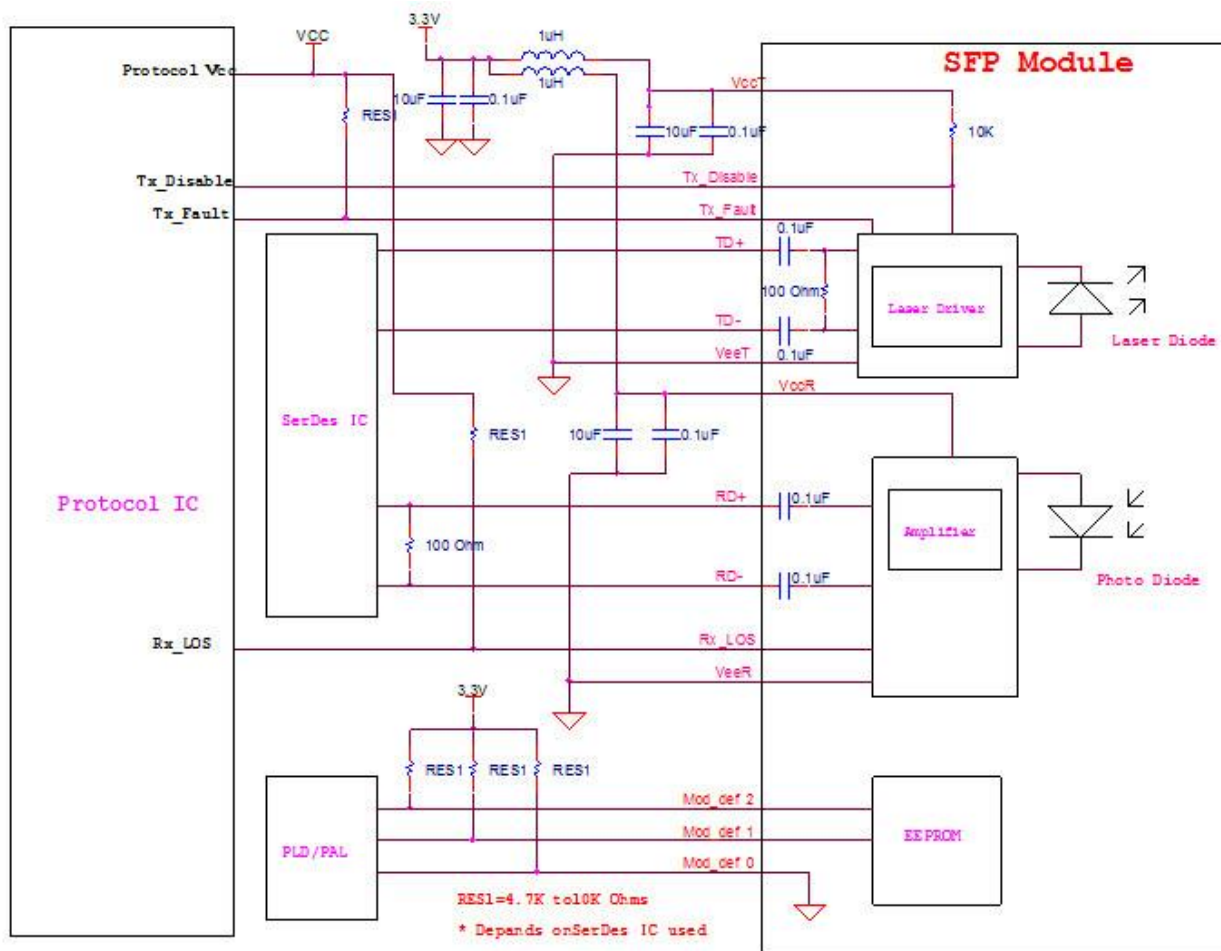 3.3V
VCC
1uH
SFP Module
Protocol Vcc
1uH
VccT
10uF
0.1uF
RES1
10uF
0.1uF
10K
Tx_Disable
Tx_Disable
Tx_Fault
Tx_Fault
0.1uF
TD+
100 Ohm
Laser Driver
TD-
VeeT
0.1uF
Laser Diode
VccR
SerDes IC
RES1
10uF
0.1uF
Protocol IC
RD+
0.1uF
Amplifier
100 Ohm
RD-
0.1uF
Photo Diode
Rx_LOS
Rx_LOS
VeeR
3.3V
RES1
RES1
RES1
Mod_def 2
Mod_def 1
EEPROM
PLD/PAL
Mod_def 0
RES1=4.7K to10K Ohms
* Depands onSerDes IC used